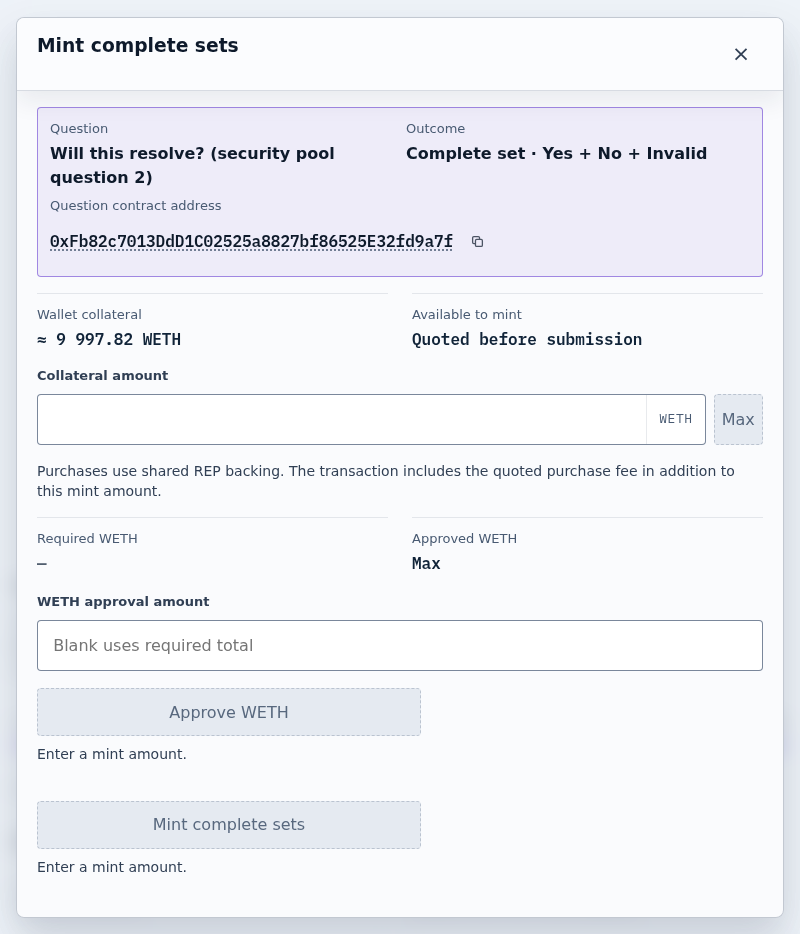 Mint complete sets
Question
Outcome
Will this resolve? (security pool
question 2)
Complete set · Yes + No + Invalid
Question contract address
0xFb82c7013DdD1C02525a8827bf86525E32fd9a7f
Wallet collateral
Available to mint
≈ 9 997.82 WETH
Quoted before submission
Collateral amount
WETH
Max
Purchases use shared REP backing. The transaction includes the quoted purchase fee in addition to
this mint amount.
Required WETH
Approved WETH
—
Max
WETH approval amount
Blank uses required total
Approve WETH
Enter a mint amount.
Mint complete sets
Enter a mint amount.